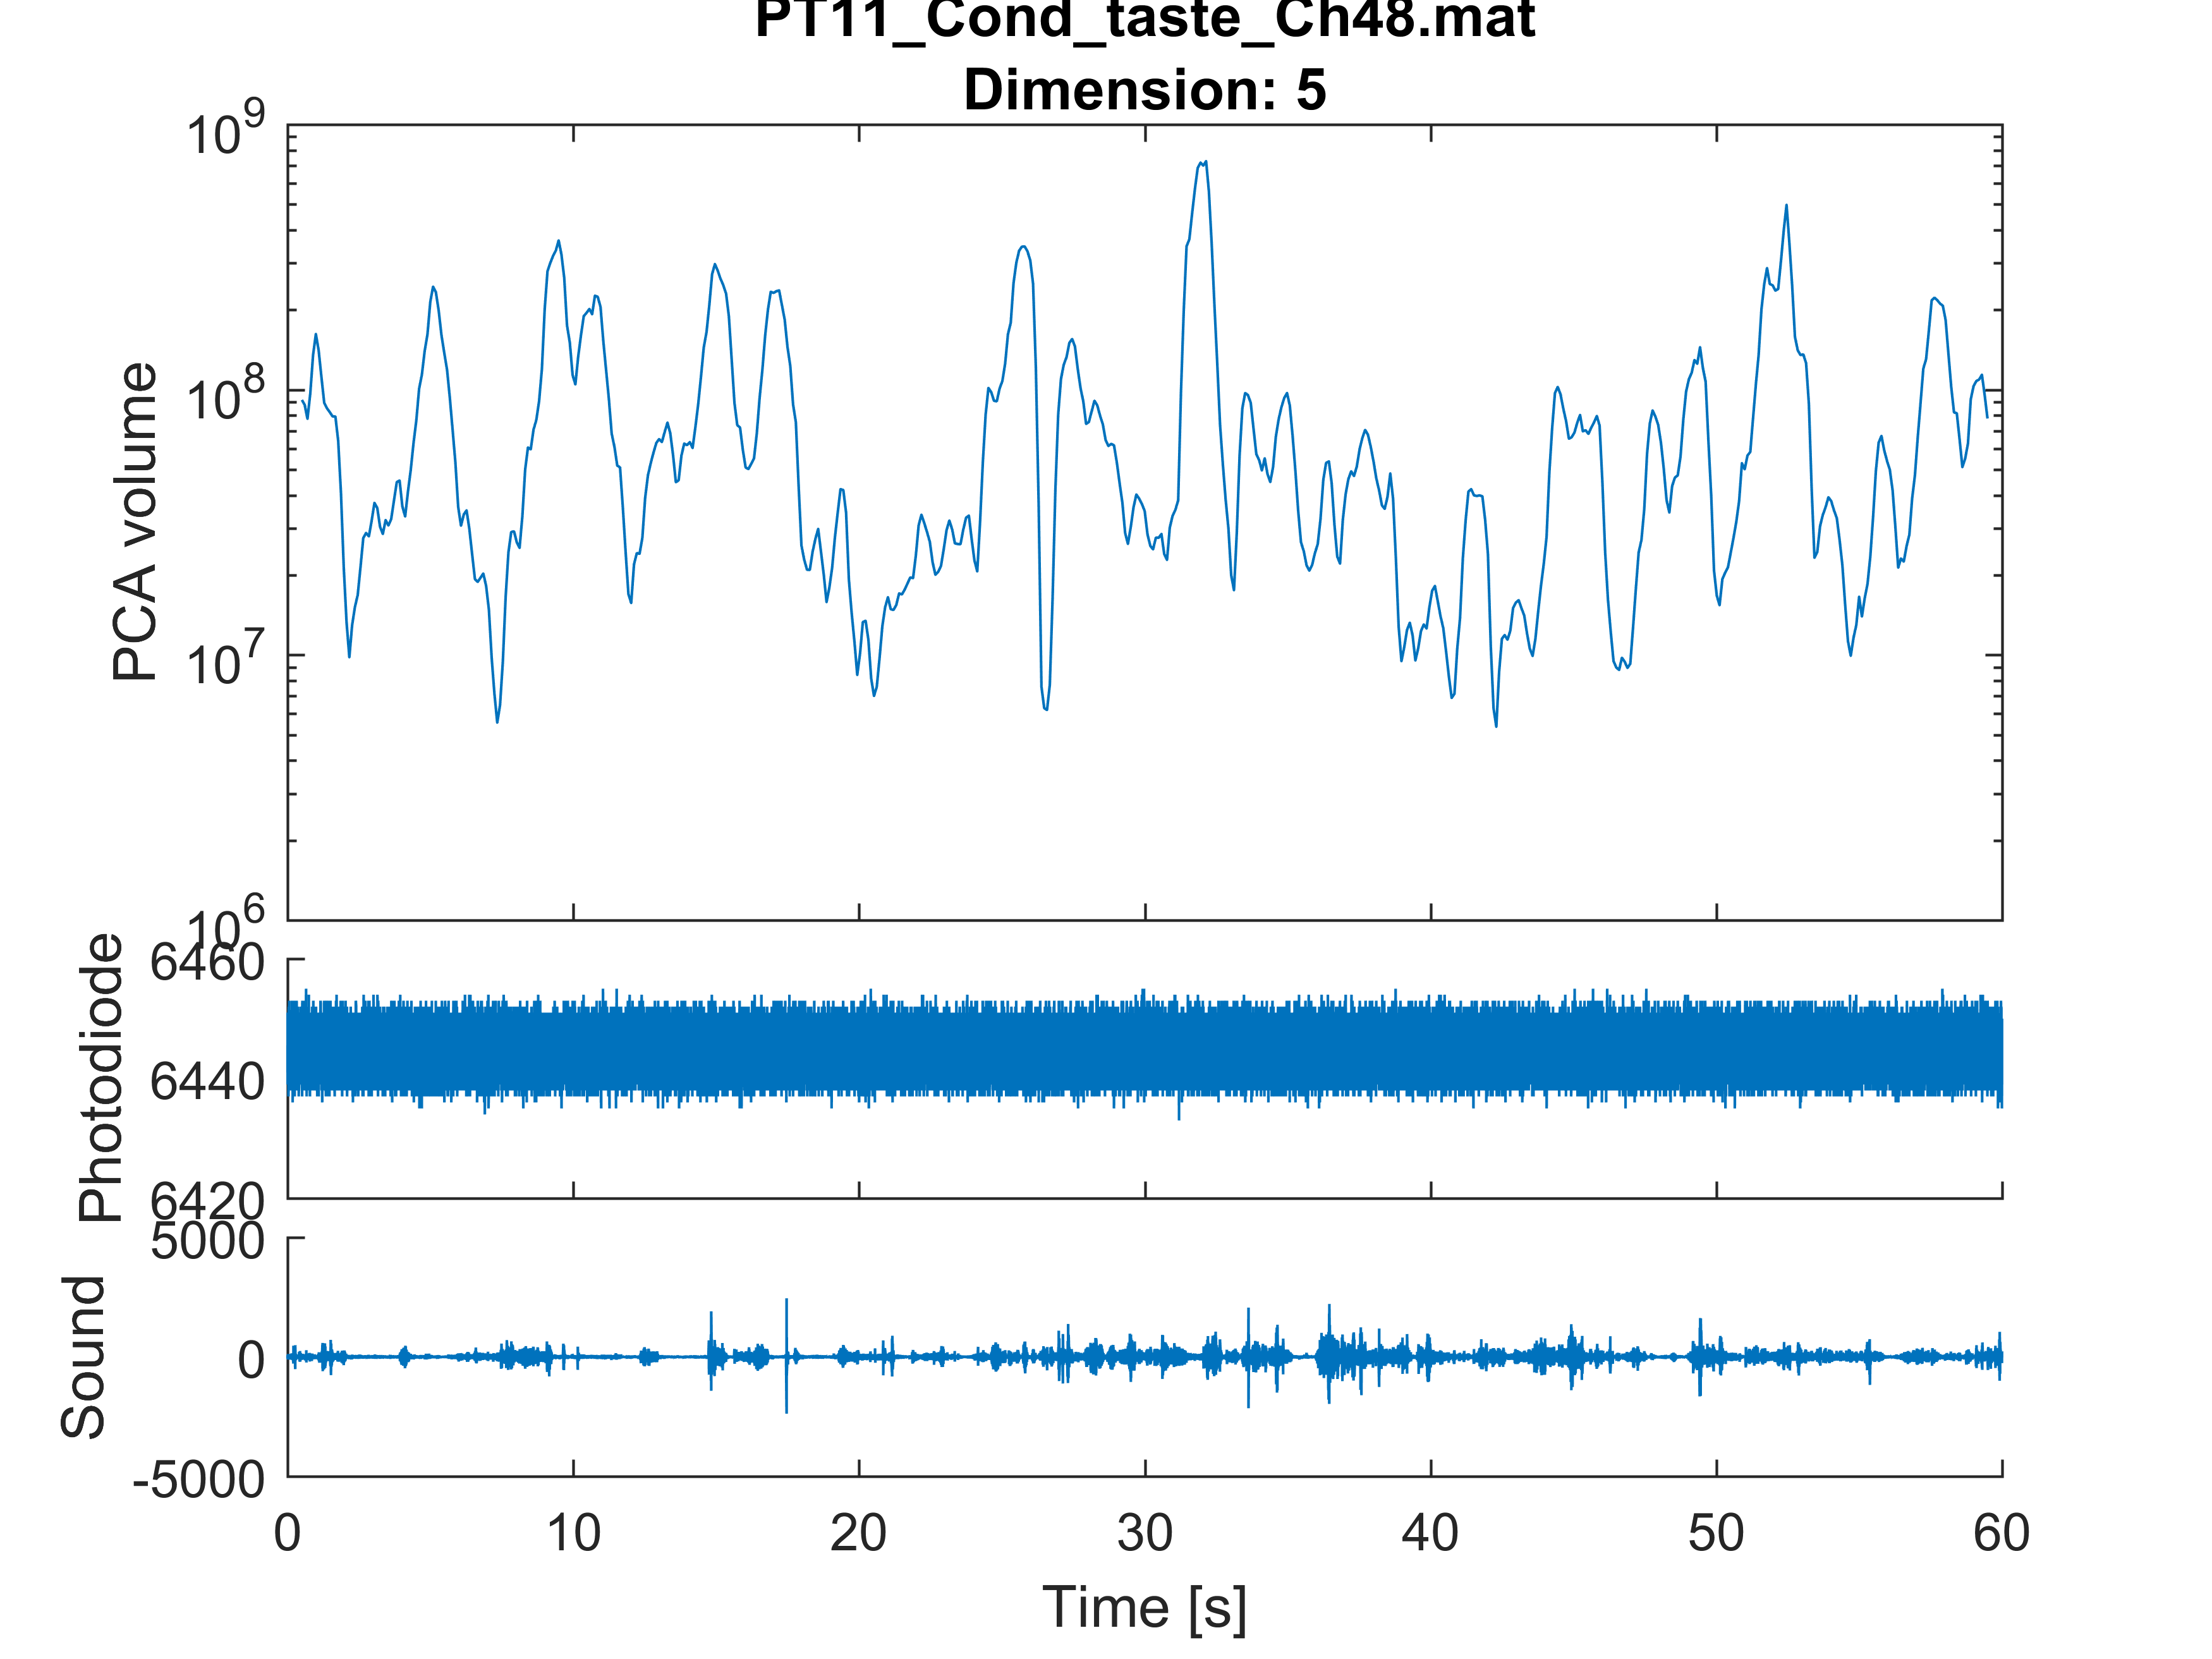 PT11_Cond_taste_Ch48.mat
Dimension: 5
10^9
10^8
10^7
10^6
PCA volume
6460
6440
6420
Photodiode
5000
0
-5000
Sound
0 10 20 30 40 50 60
Time [s]